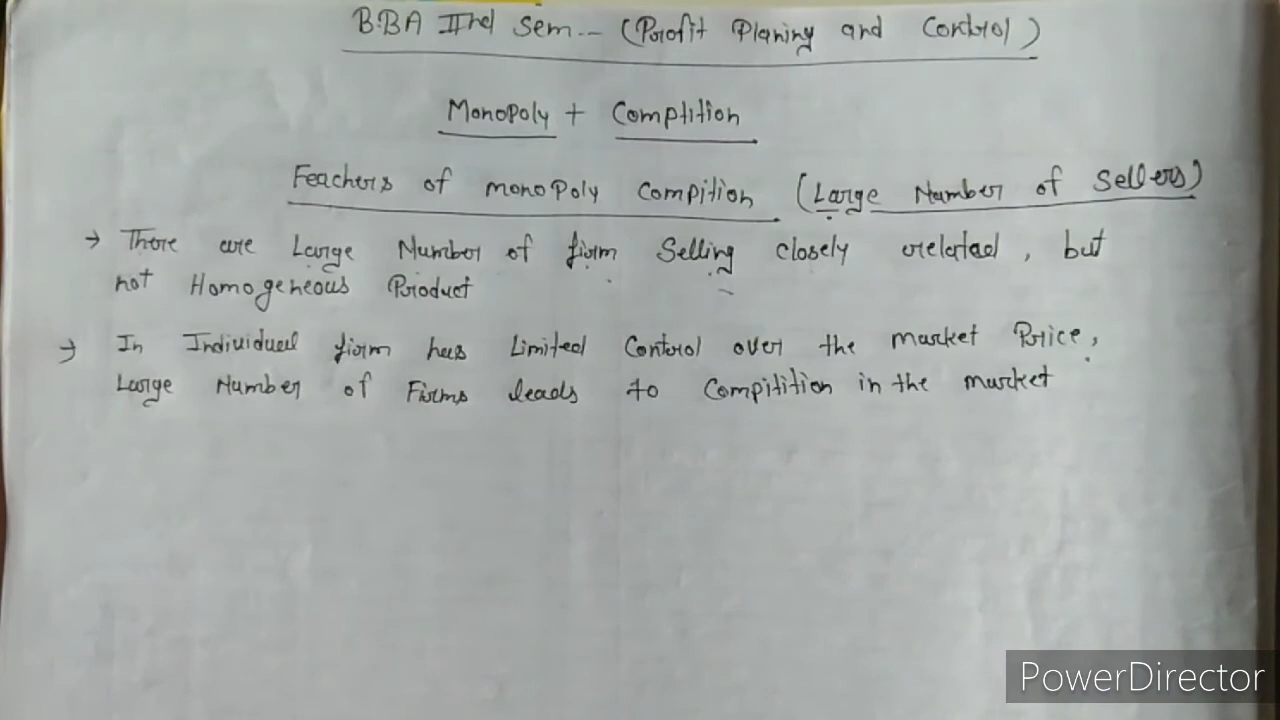 B.BA IInd Sem -- (Profit Planing and Control)
Monopoly + Comptition
Feachers of monopoly Compition (Large Number of Sellers)
→ There are Large Number of firm Selling closely related, but
not Homogeneous Product
→ In Individual firm has Limited Control over the market Price,
Large Number of Firms leads to Compitition in the market
PowerDirector